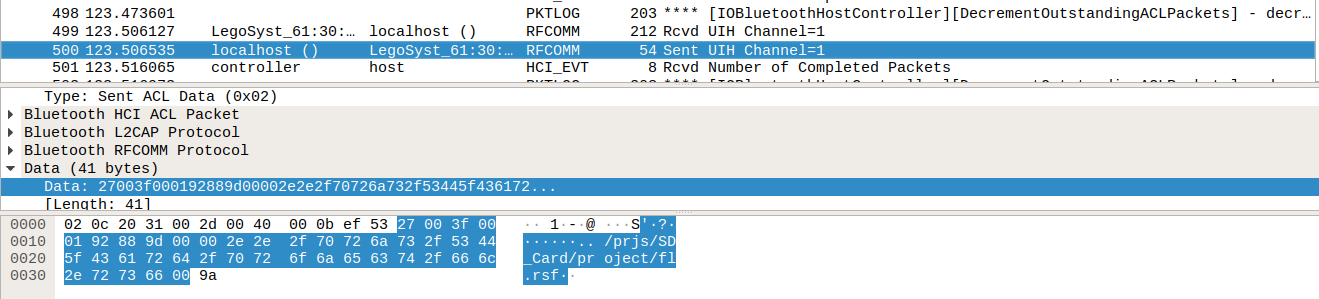 498 123.473601 PKTLOG 203 **** [IOBluetoothHostController][DecrementOutstandingACLPackets] - decr…
499 123.506127 LegoSyst_61:30:… localhost () RFCOMM 212 Rcvd UIH Channel=1
500 123.506535 localhost () LegoSyst_61:30:… RFCOMM 54 Sent UIH Channel=1
501 123.516065 controller host HCI_EVT 8 Rcvd Number of Completed Packets
Type: Sent ACL Data (0x02)
Bluetooth HCI ACL Packet
Bluetooth L2CAP Protocol
Bluetooth RFCOMM Protocol
Data (41 bytes)
Data: 27003f000192889d00002e2e2f70726a732f53445f436172...
[Length: 41]
0000 02 0c 20 31 00 2d 00 40 00 0b ef 53 27 00 3f 00 ·· 1·-·@ ···S'·?·
0010 01 92 88 9d 00 00 2e 2e 2f 70 72 6a 73 2f 53 44 ······.. /prjs/SD
0020 5f 43 61 72 64 2f 70 72 6f 6a 65 63 74 2f 66 6c _Card/pr oject/fl
0030 2e 72 73 66 00 9a .rsf··